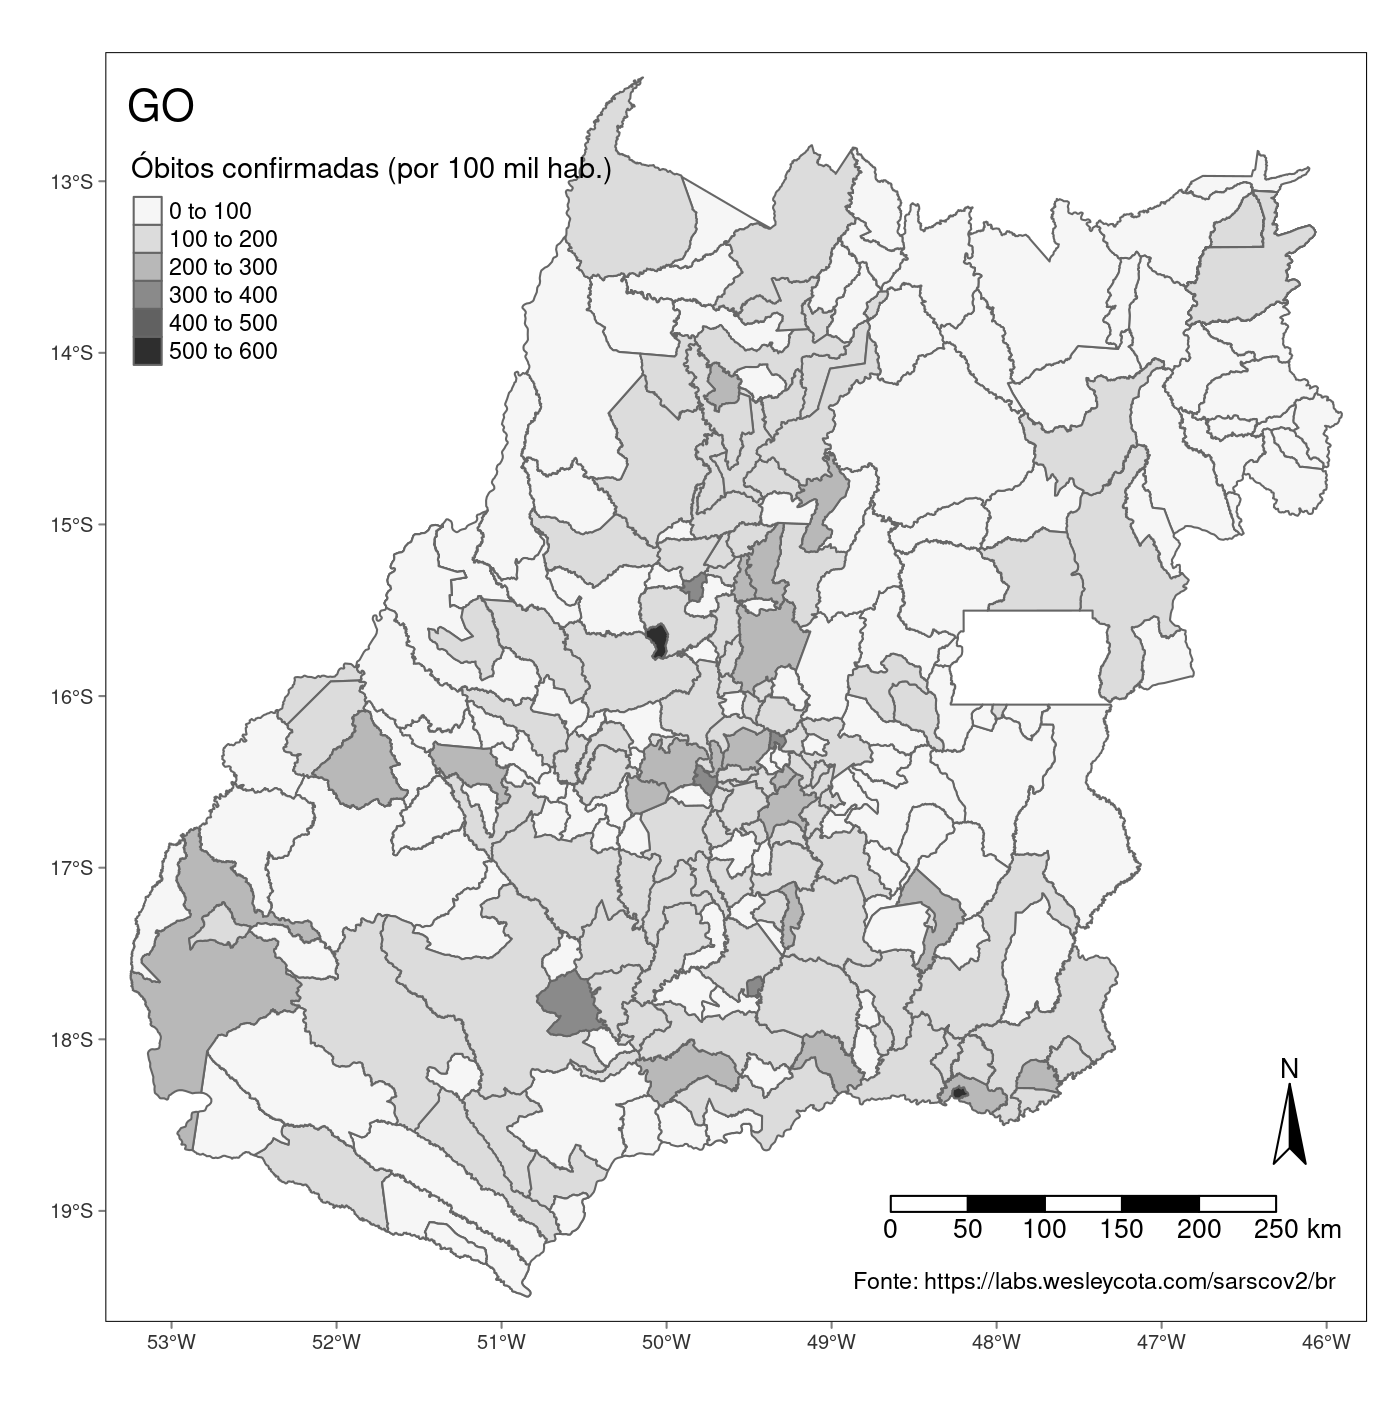 GO
Óbitos confirmadas (por 100 mil hab.)
0 to 100
100 to 200
200 to 300
300 to 400
400 to 500
500 to 600
13°S
14°S
15°S
16°S
17°S
18°S
19°S
N
0 50 100 150 200 250 km
Fonte: https://labs.wesleycota.com/sarscov2/br
53°W 52°W 51°W 50°W 49°W 48°W 47°W 46°W